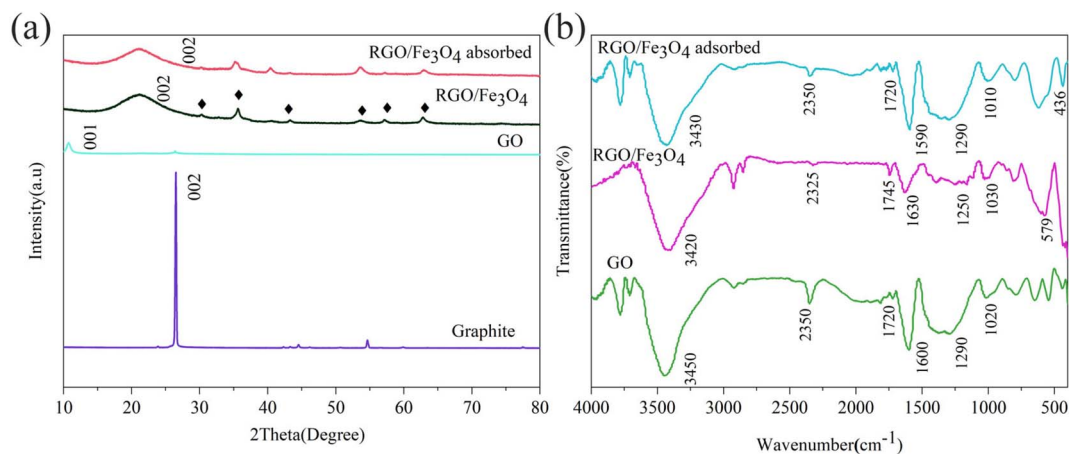 (a)
002
RGO/Fe3O4 absorbed
002
RGO/Fe3O4
001
GO
002
Graphite
Intensity(a.u)
10 20 30 40 50 60 70 80
2Theta(Degree)
(b)
RGO/Fe3O4 adsorbed
3430
2350
1720
1590
1290
1010
436
RGO/Fe3O4
3420
2325
1745
1630
1250
1030
579
GO
3450
2350
1720
1600
1290
1020
Transmittance(%)
4000 3500 3000 2500 2000 1500 1000 500
Wavenumber(cm-1)